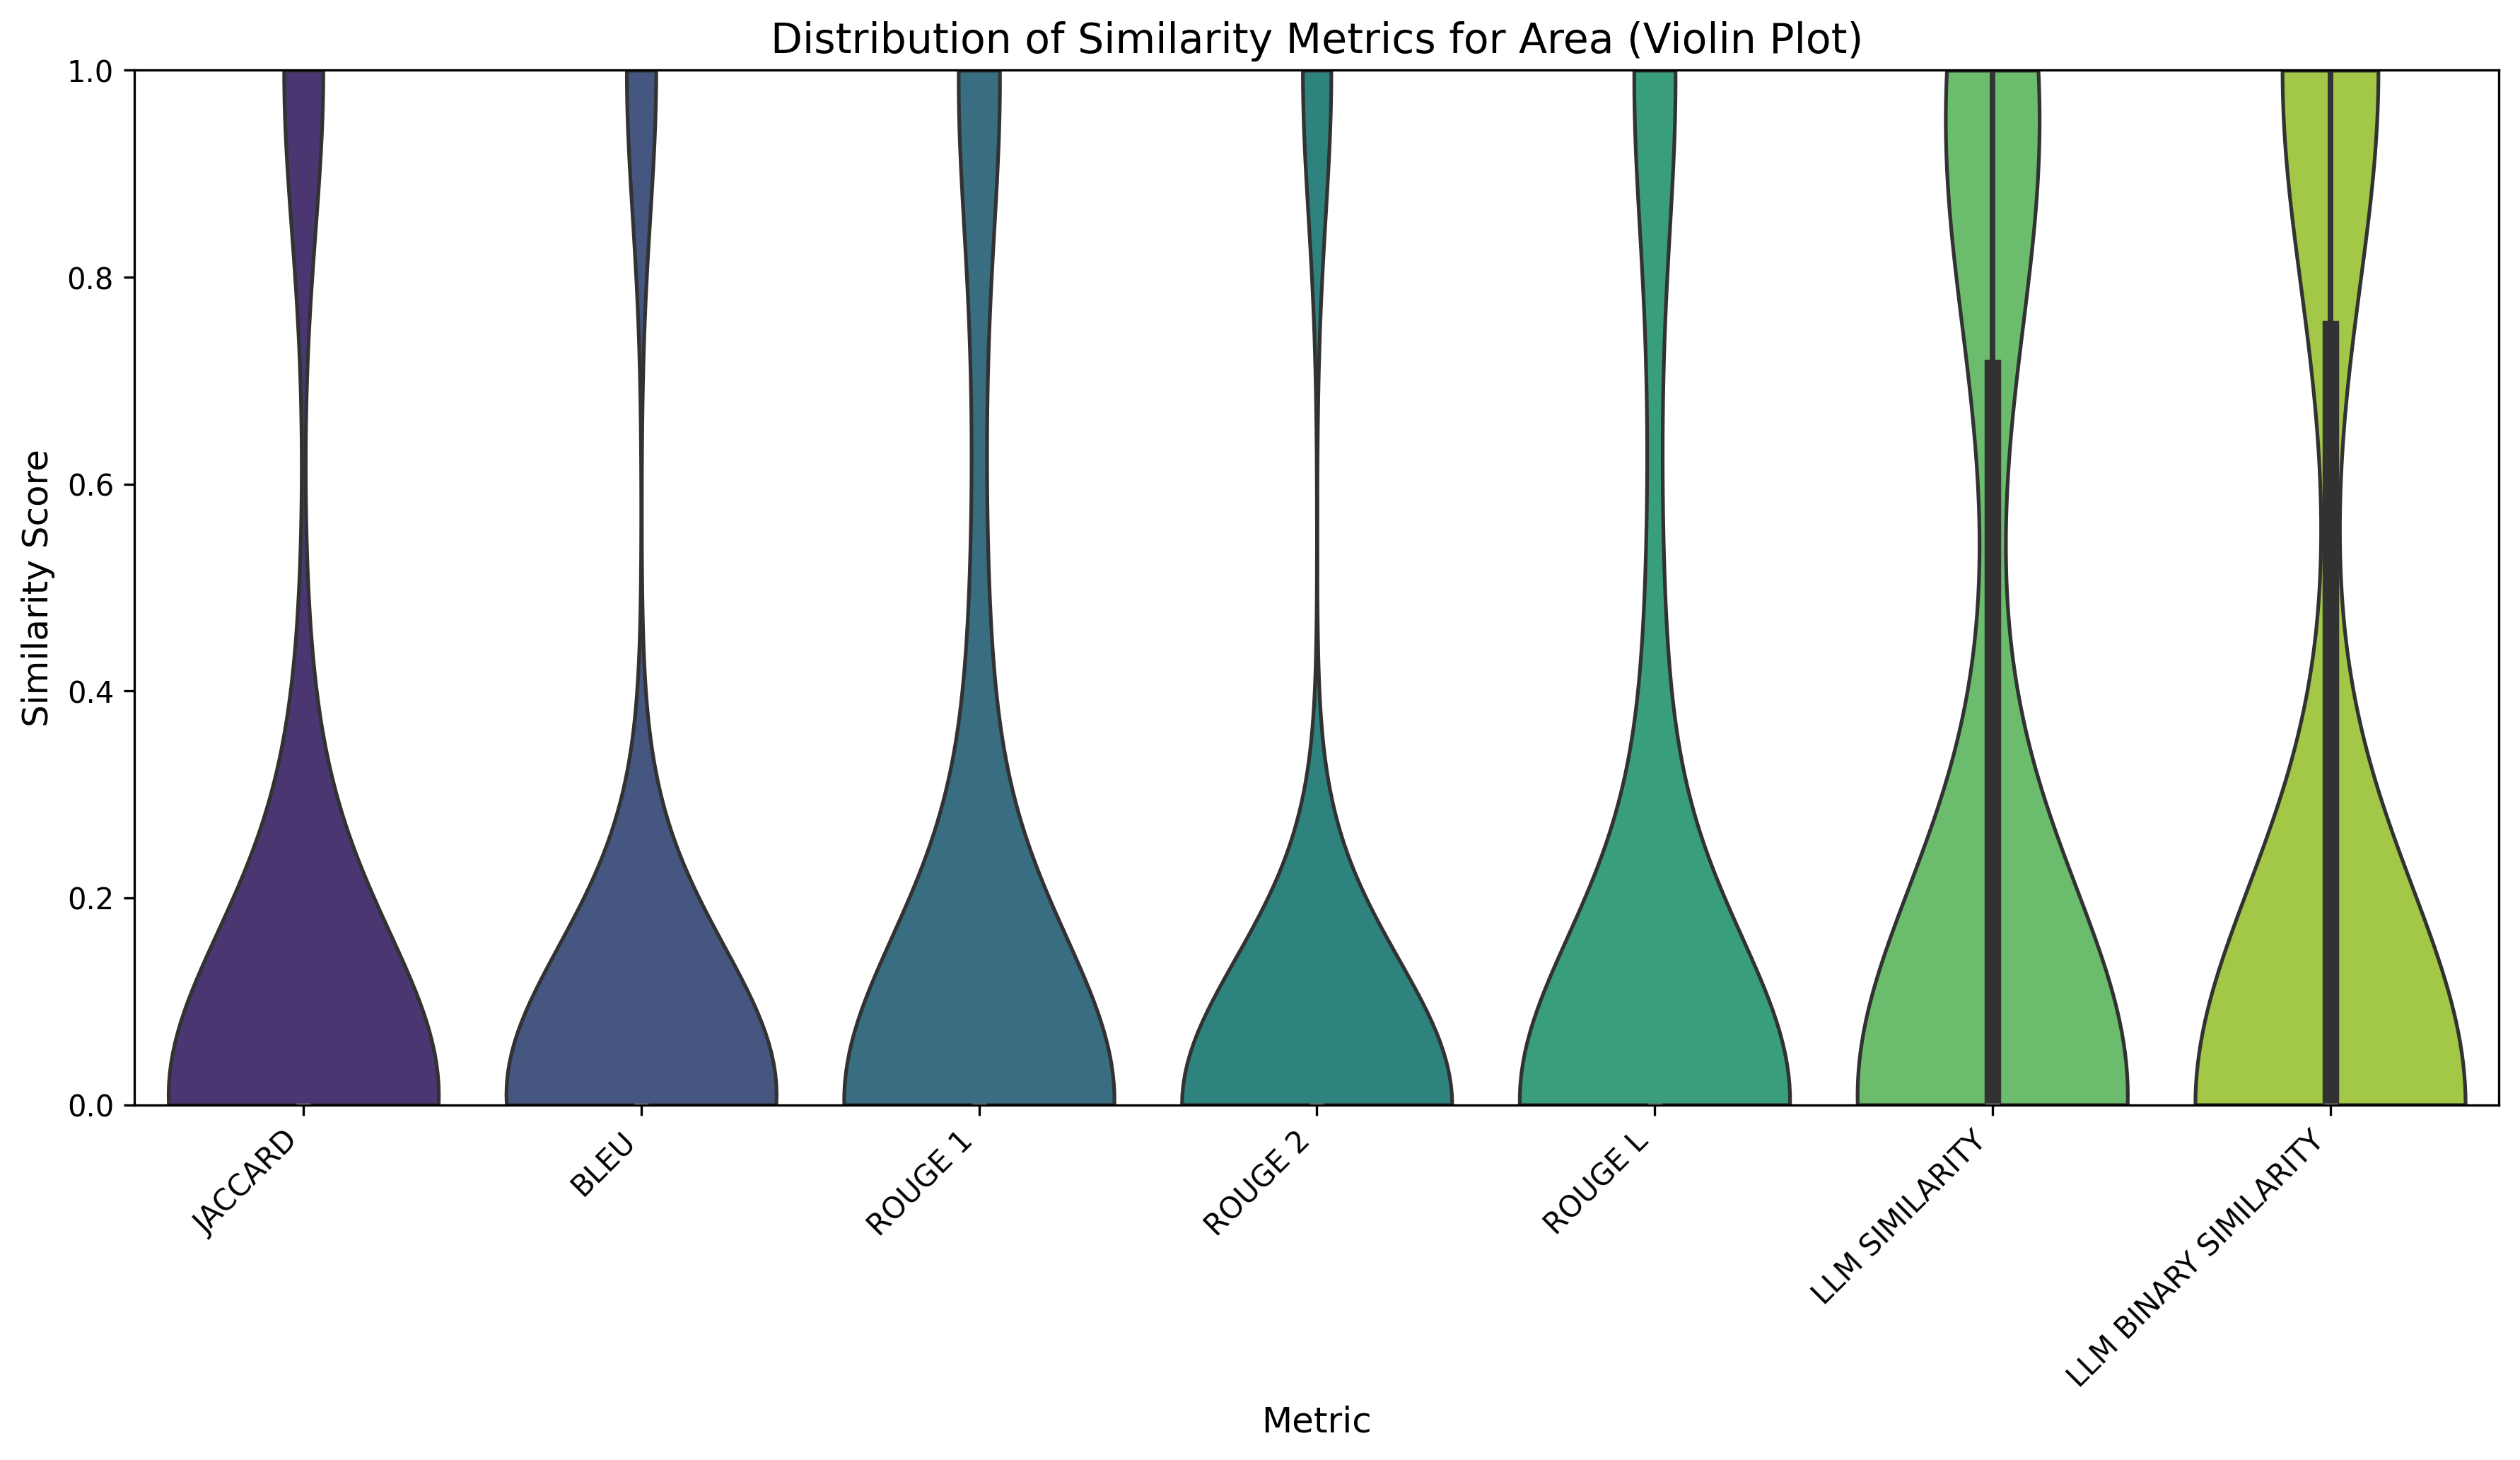 Distribution of Similarity Metrics for Area (Violin Plot)
1.0
0.8
0.6
0.4
0.2
0.0
Similarity Score
JACCARD
BLEU
ROUGE 1
ROUGE 2
ROUGE L
LLM SIMILARITY
LLM BINARY SIMILARITY
Metric